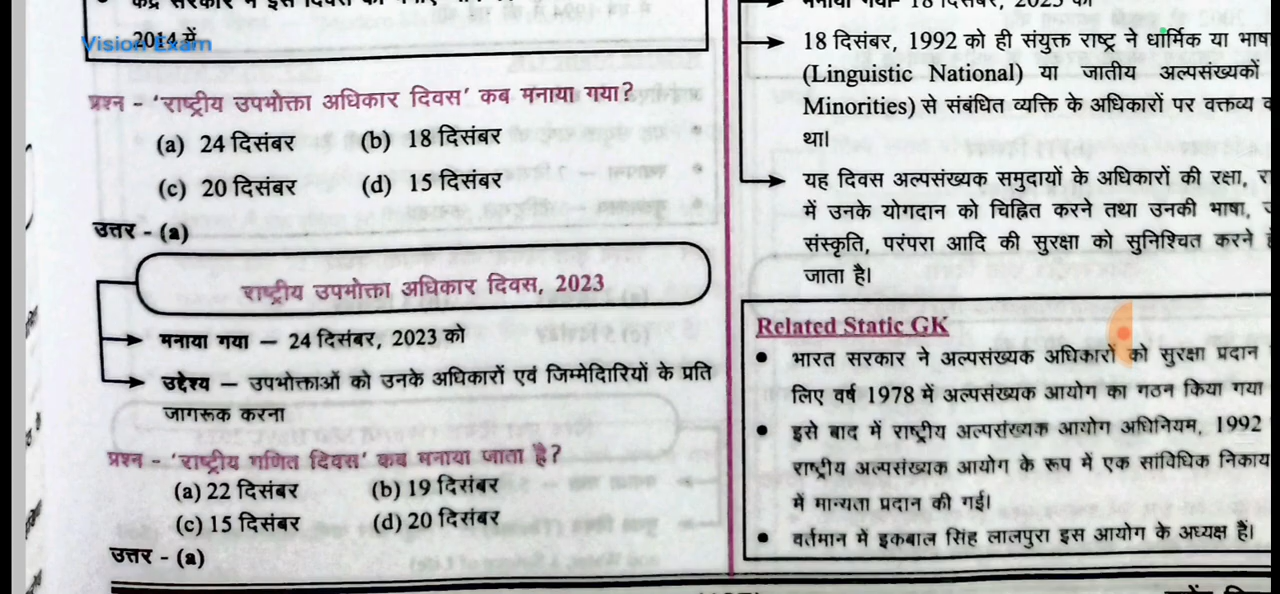 2014 में
Vision Exam
प्रश्न - ‘राष्ट्रीय उपभोक्ता अधिकार दिवस’ कब मनाया गया?
(a) 24 दिसंबर (b) 18 दिसंबर
(c) 20 दिसंबर (d) 15 दिसंबर
उत्तर - (a)
राष्ट्रीय उपभोक्ता अधिकार दिवस, 2023
मनाया गया – 24 दिसंबर, 2023 को
उद्देश्य – उपभोक्ताओं को उनके अधिकारों एवं जिम्मेदारियों के प्रति
जागरूक करना
प्रश्न - ‘राष्ट्रीय गणित दिवस’ कब मनाया जाता है?
(a) 22 दिसंबर (b) 19 दिसंबर
(c) 15 दिसंबर (d) 20 दिसंबर
उत्तर - (a)
मनाया गया- 18 दिसंबर, 2023 को
18 दिसंबर, 1992 को ही संयुक्त राष्ट्र ने धार्मिक या
(Linguistic National) या जातीय अल्पसंख्यकों
Minorities) से संबंधित व्यक्ति के अधिकारों पर वक्तव्य
था।
यह दिवस अल्पसंख्यक समुदायों के अधिकारों की रक्षा,
में उनके योगदान को चिह्नित करने तथा उनकी भाषा,
संस्कृति, परंपरा आदि की सुरक्षा को सुनिश्चित करने
जाता है।
Related Static GK
• भारत सरकार ने अल्पसंख्यक अधिकारों को सुरक्षा प्रदान
लिए वर्ष 1978 में अल्पसंख्यक आयोग का गठन किया गया
• इसे बाद में राष्ट्रीय अल्पसंख्यक आयोग अधिनियम, 1992
राष्ट्रीय अल्पसंख्यक आयोग के रूप में एक सांविधिक निकाय
में मान्यता प्रदान की गई।
• वर्तमान में इकबाल सिंह लालपुरा इस आयोग के अध्यक्ष हैं।